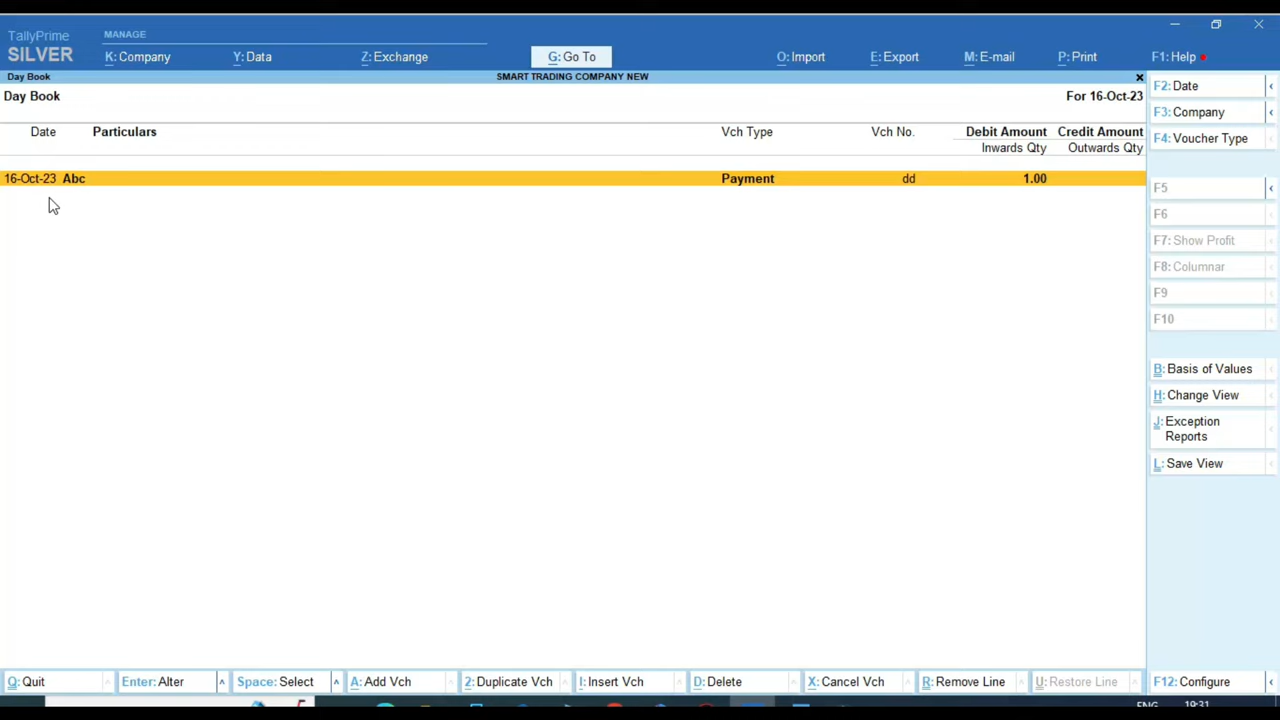 TallyPrime
MANAGE
SILVER
K: Company
Y: Data
Z: Exchange
G: Go To
O: Import
E: Export
M: E-mail
P: Print
F1: Help
Day Book
SMART TRADING COMPANY NEW
Day Book
For 16-Oct-23
Date Particulars Vch Type Vch No. Debit Amount Credit Amount
Inwards Qty Outwards Qty
16-Oct-23 Abc Payment dd 1.00
F2: Date
F3: Company
F4: Voucher Type
F5
F6
F7: Show Profit
F8: Columnar
F9
F10
B: Basis of Values
H: Change View
J: Exception
Reports
L: Save View
Q: Quit
Enter: Alter
Space: Select
A: Add Vch
2: Duplicate Vch
I: Insert Vch
D: Delete
X: Cancel Vch
R: Remove Line
U: Restore Line
F12: Configure
ENG
19:31